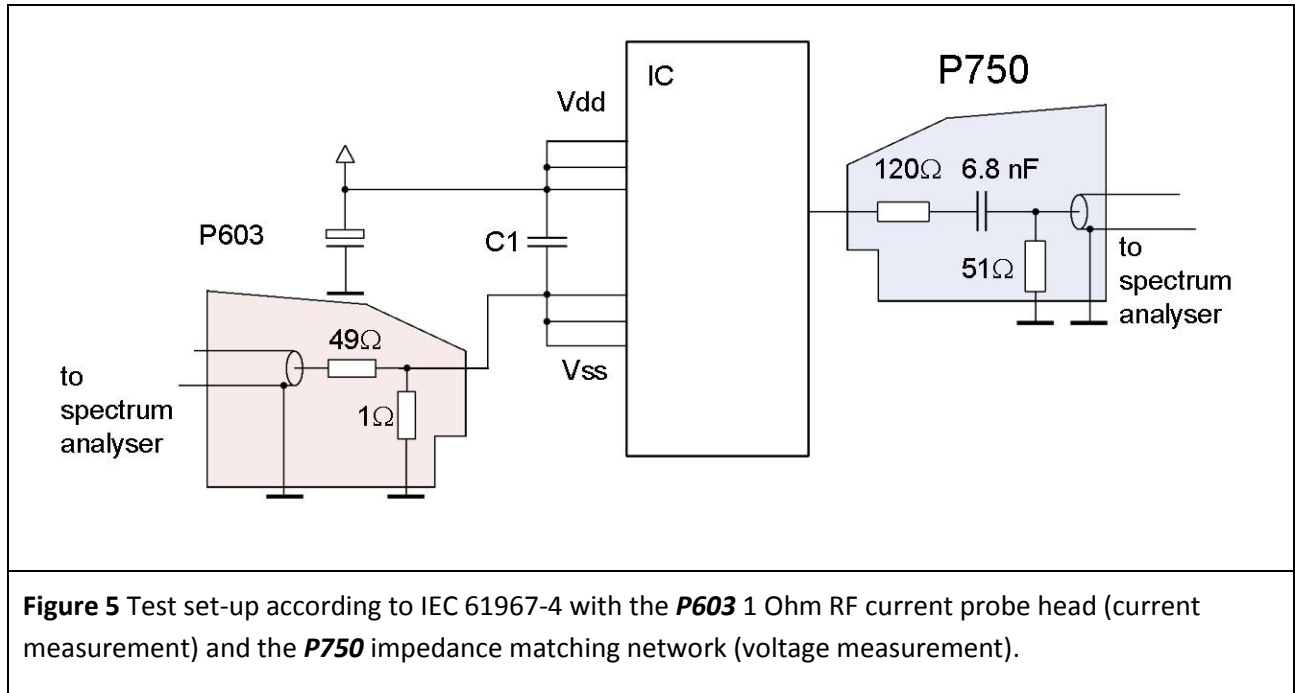 IC
P750
Vdd
120Ω 6.8 nF
P603
C1
51Ω
to
spectrum
analyser
49Ω
Vss
to
spectrum
analyser
1Ω
Figure 5 Test set-up according to IEC 61967-4 with the P603 1 Ohm RF current probe head (current
measurement) and the P750 impedance matching network (voltage measurement).